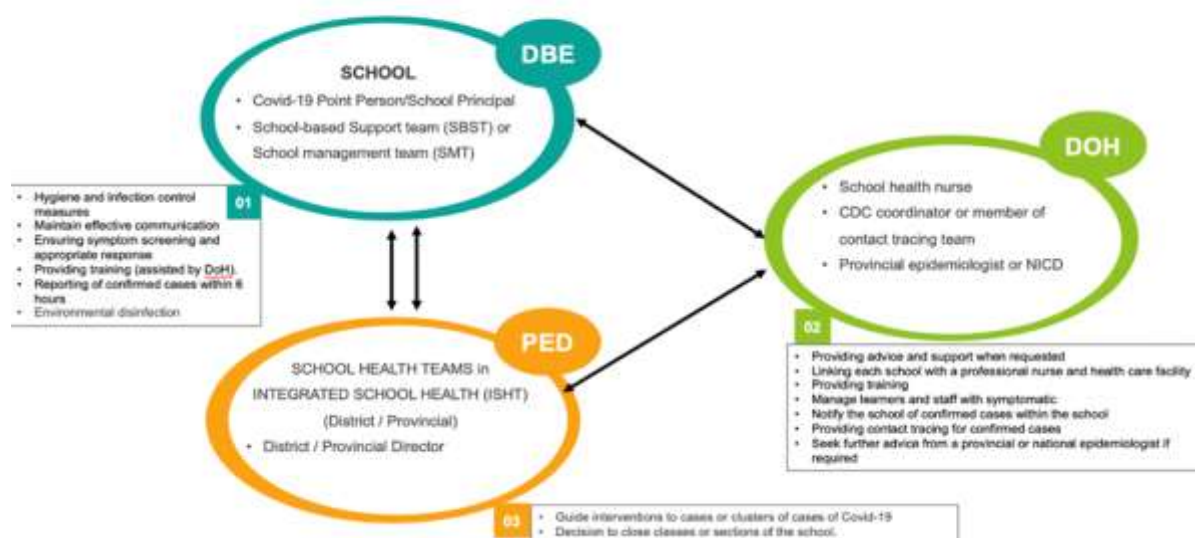 DBE
SCHOOL
• Covid-19 Point Person/School Principal
• School-based Support team (SBST) or
School management team (SMT)
01
• Hygiene and infection control
measures
• Maintain effective communication
• Ensuring symptom screening and
appropriate response
• Providing training (assisted by DoH).
• Reporting of confirmed cases within 6
hours
• Environmental disinfection
DOH
• School health nurse
• CDC coordinator or member of
contact tracing team
• Provincial epidemiologist or NICD
02
• Providing advice and support when requested
• Linking each school with a professional nurse and health care facility
• Providing training
• Manage learners and staff with symptomatic
• Notify the school of confirmed cases within the school
• Providing contact tracing for confirmed cases
• Seek further advice from a provincial or national epidemiologist if
required
PED
SCHOOL HEALTH TEAMS in
INTEGRATED SCHOOL HEALTH (ISHT)
(District / Provincial)
• District / Provincial Director
03
• Guide interventions to cases or clusters of cases of Covid-19
• Decision to close classes or sections of the school.